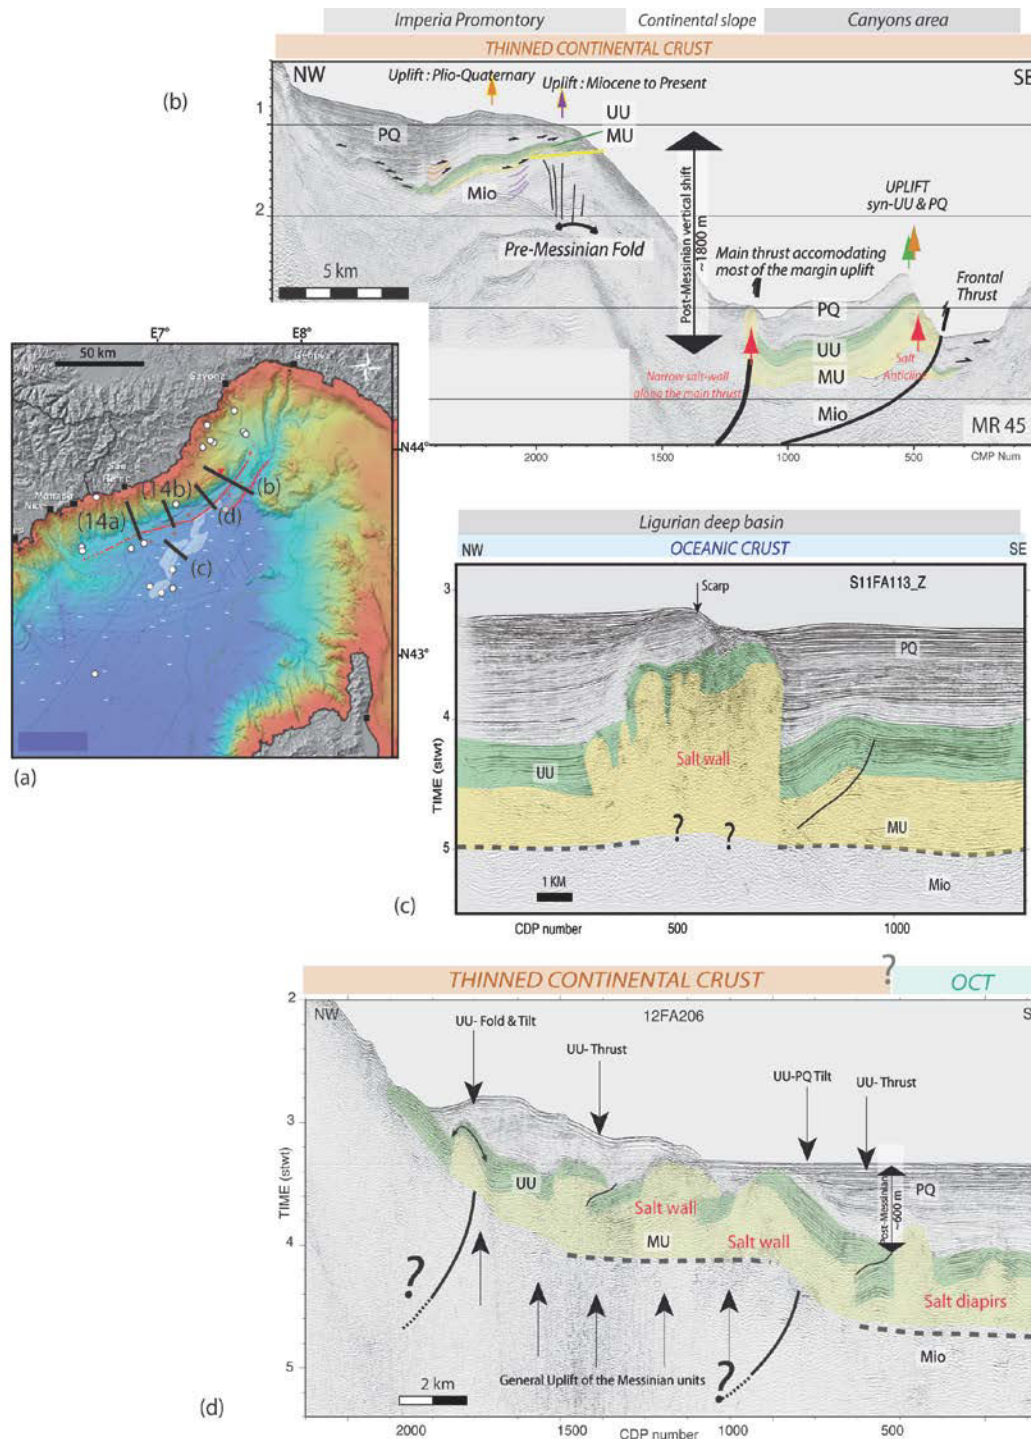 Imperia Promontory
Continental slope
Canyons area
THINNED CONTINENTAL CRUST
(b)
NW
SE
Uplift : Plio-Quaternary
Uplift : Miocene to Present
1
PQ
UU
MU
Mio
2
Pre-Messinian Fold
5 km
Post-Messinian vertical shift
~1800 m
UPLIFT
syn-UU & PQ
Main thrust accomodating
most of the margin uplift
Frontal
Thrust
PQ
UU
MU
Mio
Narrow salt-wall
along the main thrust
Salt
Anticline
MR 45
2000
1500
1000
500
CMP Num
E7°
E8°
50 km
Savona
N44°
(14a)
(14b)
(b)
(d)
(c)
N43°
(a)
Ligurian deep basin
NW
OCEANIC CRUST
SE
3
Scarp
S11FA113_Z
PQ
4
TIME (stwt)
UU
Salt wall
MU
5
?
?
Mio
1 KM
(c)
CDP number
500
1000
THINNED CONTINENTAL CRUST
?
OCT
2
NW
12FA206
S
UU- Fold & Tilt
UU- Thrust
UU-PQ Tilt
UU- Thrust
3
TIME (stwt)
Post-Messinian
~600 m
PQ
UU
Salt wall
4
MU
Salt wall
?
Salt diapirs
Mio
5
?
General Uplift of the Messinian units
2 km
(d)
2000
1500
CDP number
1000
500